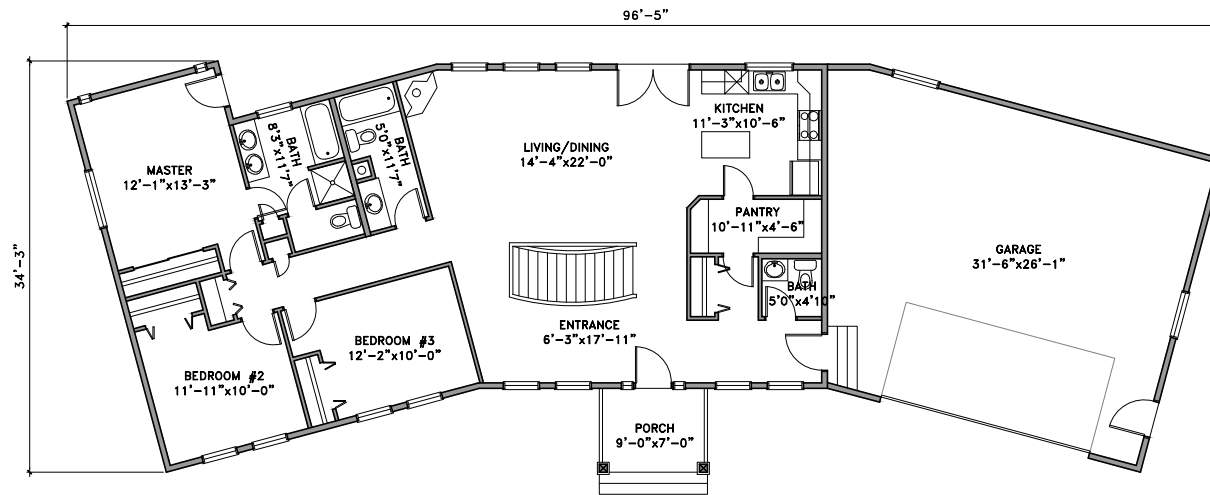 96'-5"
34'-3"
MASTER
12'-1"x13'-3"
BATH
8'3"x11'7"
BATH
5'0"x11'7"
LIVING/DINING
14'-4"x22'-0"
KITCHEN
11'-3"x10'-6"
PANTRY
10'-11"x4'-6"
BATH
5'0"x4'10"
GARAGE
31'-6"x26'-1"
ENTRANCE
6'-3"x17'-11"
BEDROOM #3
12'-2"x10'-0"
BEDROOM #2
11'-11"x10'-0"
PORCH
9'-0"x7'-0"